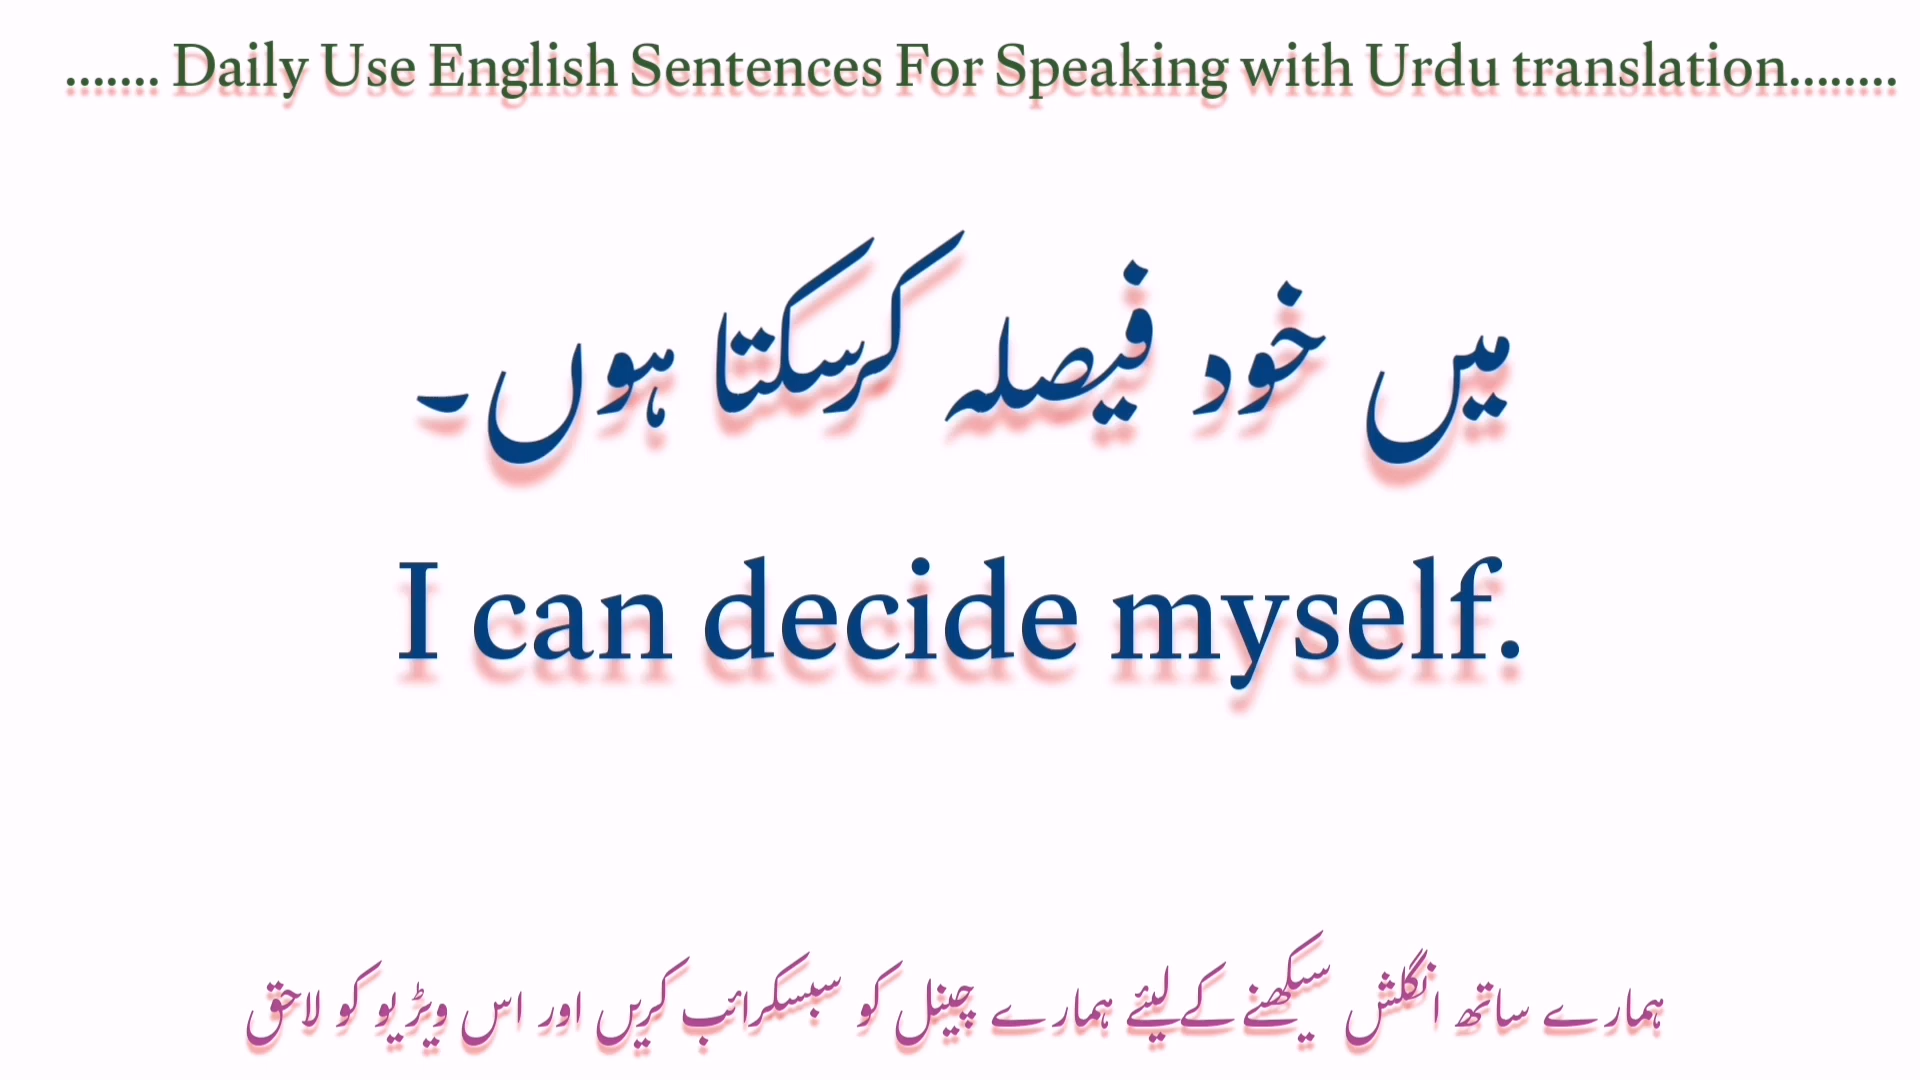 ....... Daily Use English Sentences For Speaking with Urdu translation........
میں خود فیصلہ کرسکتا ہوں۔
I can decide myself.
ہمارے ساتھ انگلش سیکھنے کے لیئے ہمارے چینل کو سبسکرائب کریں اور اس ویڑیو کو لاحق